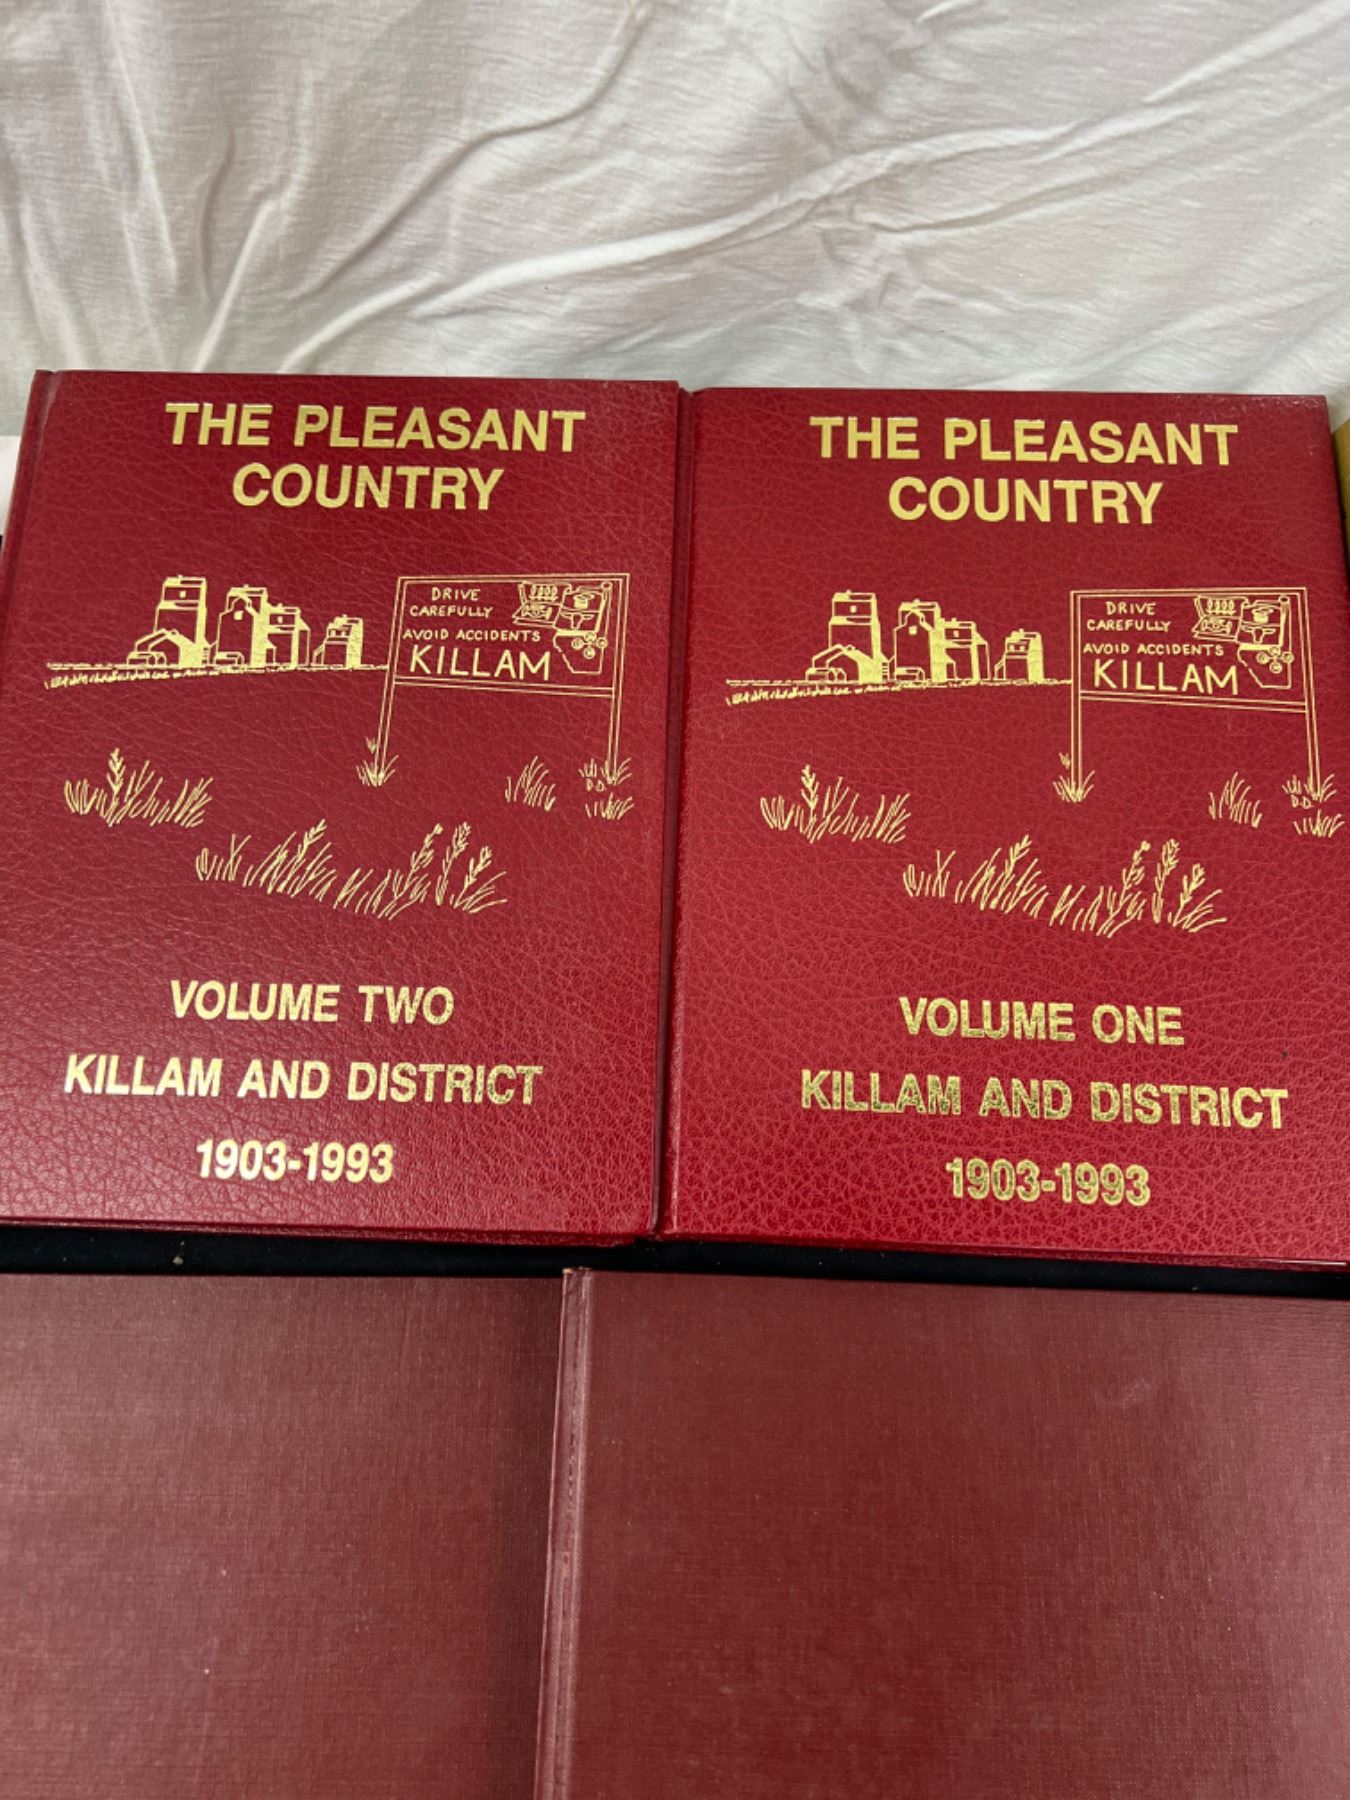 THE PLEASANT
COUNTRY
DRIVE
CAREFULLY
AVOID ACCIDENTS
KILLAM
VOLUME TWO
KILLAM AND DISTRICT
1903-1993
THE PLEASANT
COUNTRY
DRIVE
CAREFULLY
AVOID ACCIDENTS
KILLAM
VOLUME ONE
KILLAM AND DISTRICT
1903-1993